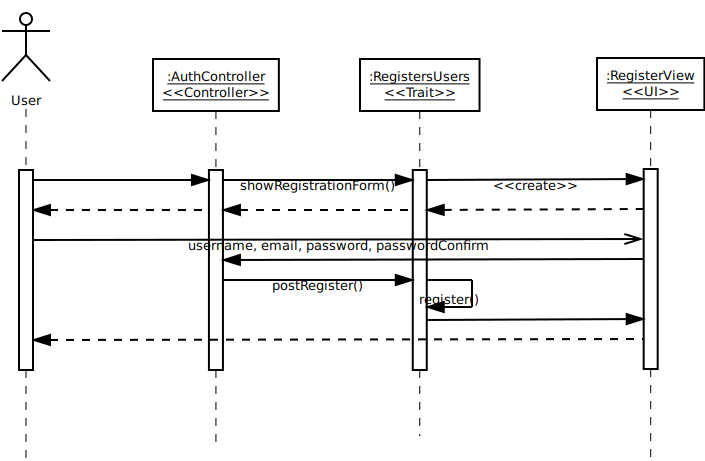 User
:AuthController
<<Controller>>
:RegistersUsers
<<Trait>>
:RegisterView
<<UI>>
showRegistrationForm()
<<create>>
username, email, password, passwordConfirm
postRegister()
register()